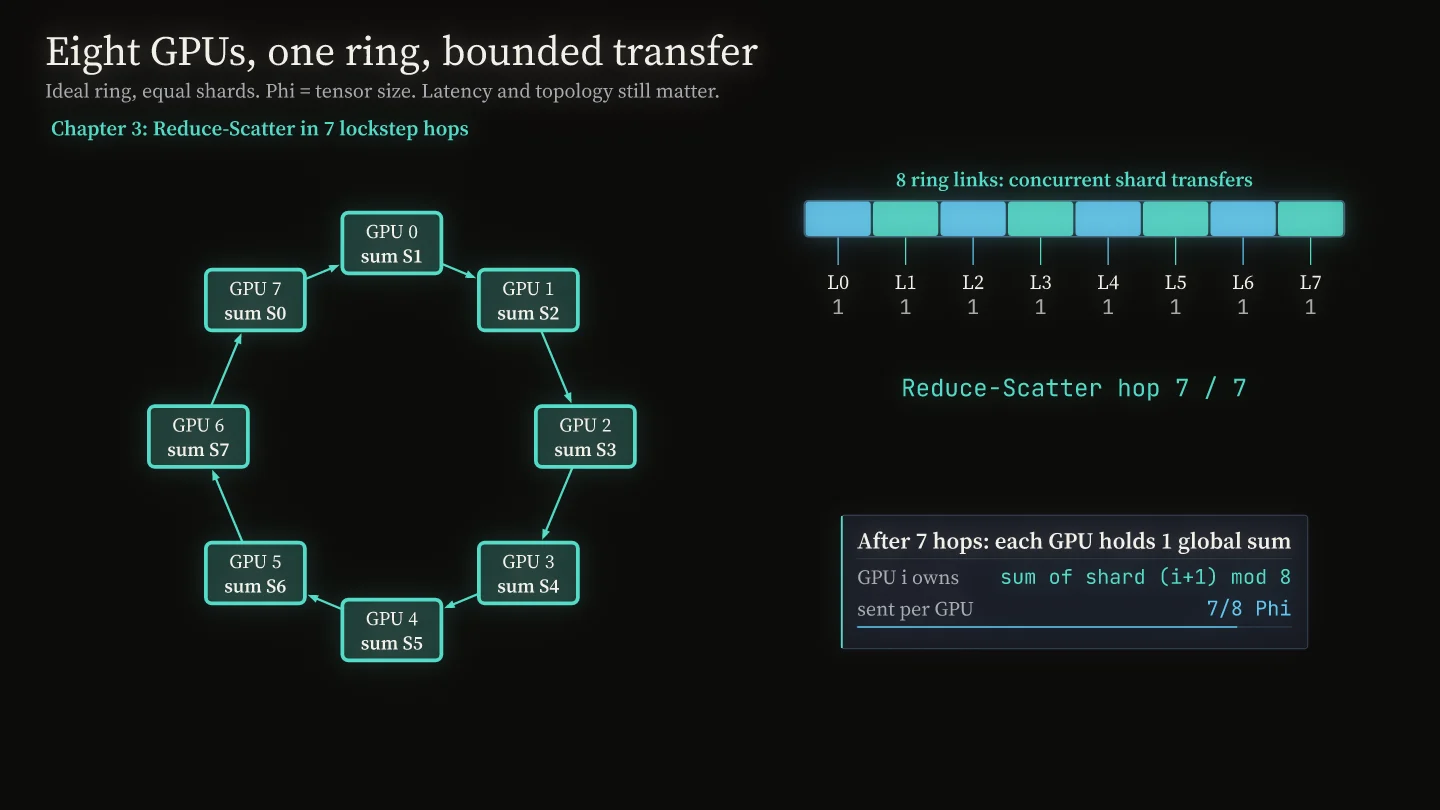 Eight GPUs, one ring, bounded transfer
Ideal ring, equal shards. Phi = tensor size. Latency and topology still matter.
Chapter 3: Reduce-Scatter in 7 lockstep hops
GPU 0
sum S1
GPU 1
sum S2
GPU 2
sum S3
GPU 3
sum S4
GPU 4
sum S5
GPU 5
sum S6
GPU 6
sum S7
GPU 7
sum S0
8 ring links: concurrent shard transfers
L0 L1 L2 L3 L4 L5 L6 L7
1 1 1 1 1 1 1 1
Reduce-Scatter hop 7 / 7
After 7 hops: each GPU holds 1 global sum
GPU i owns sum of shard (i+1) mod 8
sent per GPU 7/8 Phi